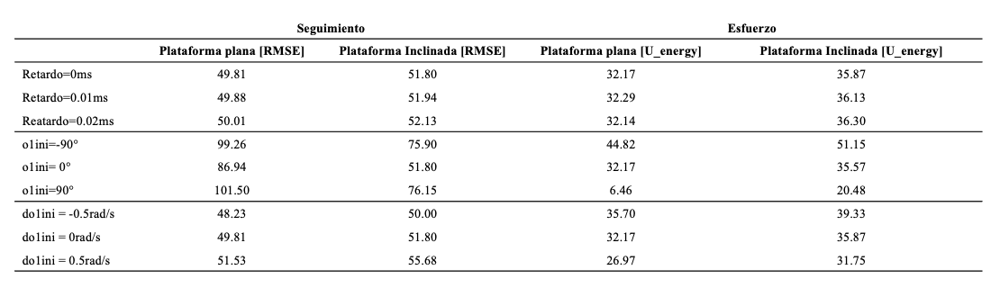 Seguimiento Esfuerzo
Plataforma plana [RMSE] Plataforma Inclinada [RMSE] Plataforma plana [U_energy] Plataforma Inclinada [U_energy]
Retardo=0ms 49.81 51.80 32.17 35.87
Retardo=0.01ms 49.88 51.94 32.29 36.13
Reatardo=0.02ms 50.01 52.13 32.14 36.30
o1ini=-90° 99.26 75.90 44.82 51.15
o1ini= 0° 86.94 51.80 32.17 35.57
o1ini=90° 101.50 76.15 6.46 20.48
do1ini = -0.5rad/s 48.23 50.00 35.70 39.33
do1ini = 0rad/s 49.81 51.80 32.17 35.87
do1ini = 0.5rad/s 51.53 55.68 26.97 31.75